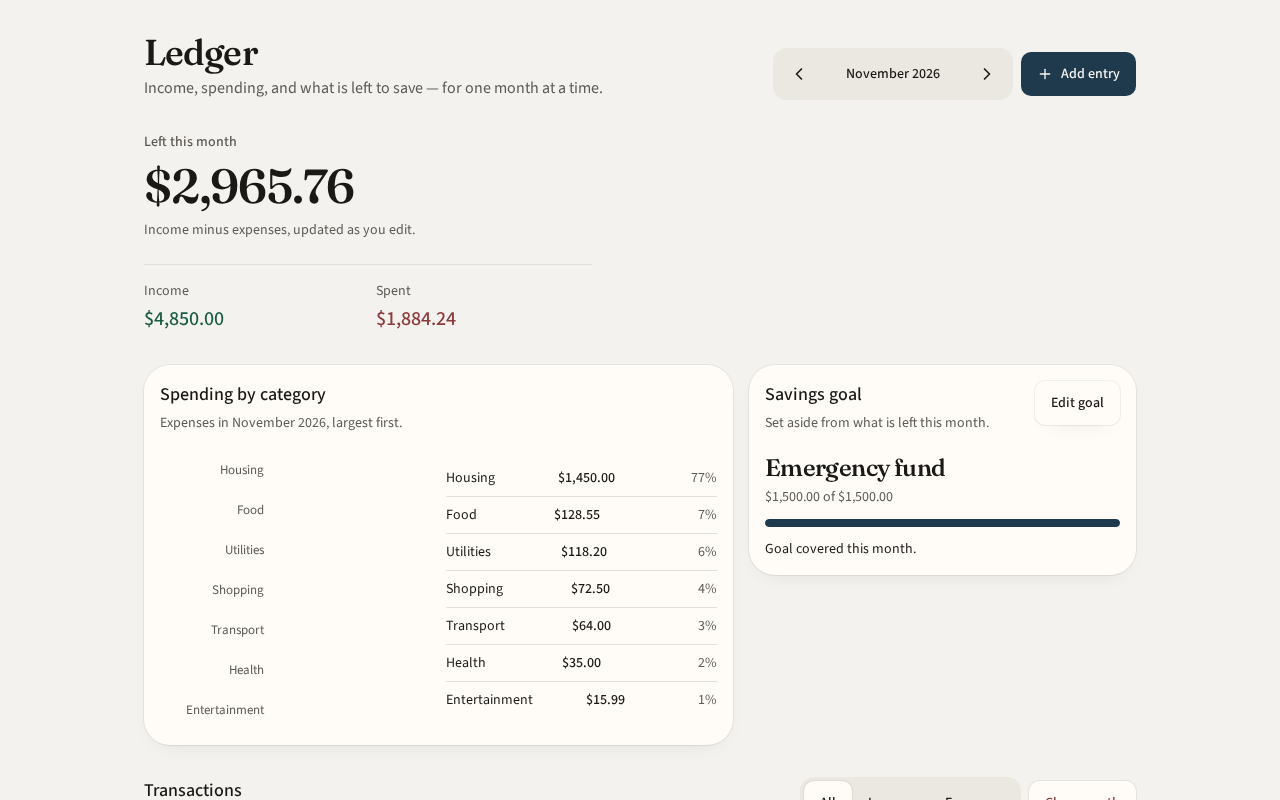 Ledger
Income, spending, and what is left to save — for one month at a time.
November 2026
Add entry
Left this month
$2,965.76
Income minus expenses, updated as you edit.
Income
Spent
$4,850.00
$1,884.24
Spending by category
Expenses in November 2026, largest first.
Housing
Food
Utilities
Shopping
Transport
Health
Entertainment
Housing $1,450.00 77%
Food $128.55 7%
Utilities $118.20 6%
Shopping $72.50 4%
Transport $64.00 3%
Health $35.00 2%
Entertainment $15.99 1%
Savings goal
Edit goal
Set aside from what is left this month.
Emergency fund
$1,500.00 of $1,500.00
Goal covered this month.
Transactions
All